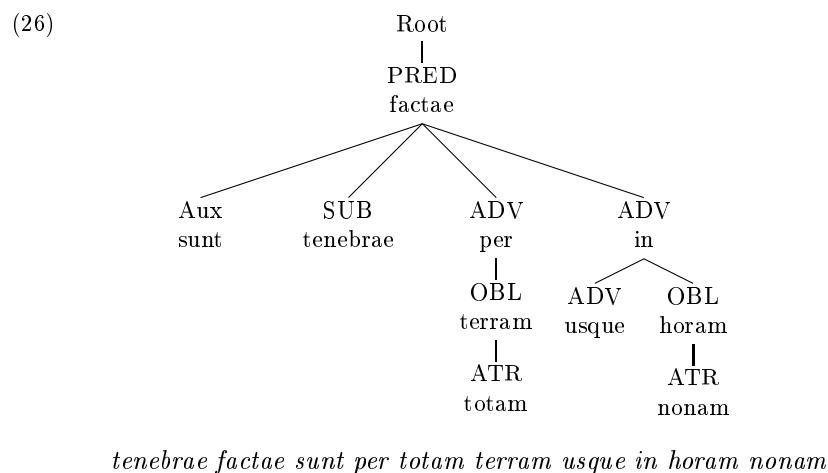 (26) Root
PRED
factae
Aux SUB ADV ADV
sunt tenebrae per in
OBL ADV OBL
terram usque horam
ATR ATR
totam nonam
tenebrae factae sunt per totam terram usque in horam nonam